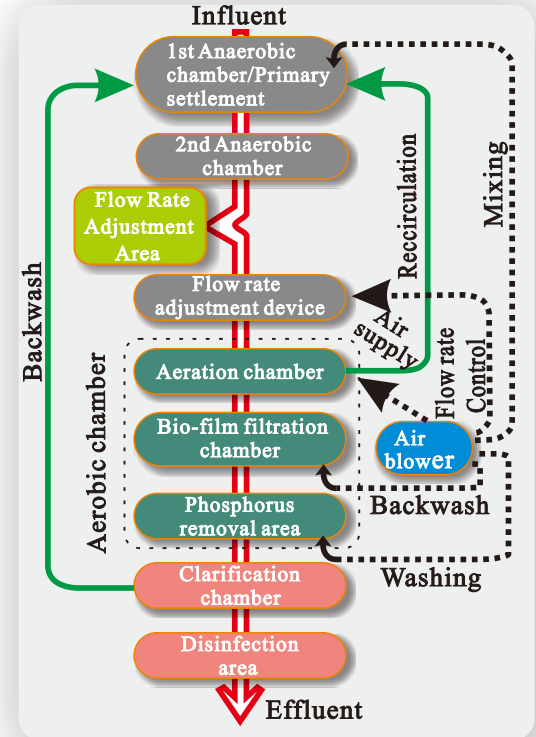 Influent
1st Anaerobic
chamber/Primary
settlement
2nd Anaerobic
chamber
Flow Rate
Adjustment
Area
Flow rate
adjustment device
Aeration chamber
Bio-film filtration
chamber
Phosphorus
removal area
Clarification
chamber
Disinfection
area
Effluent
Backwash
Aerobic chamber
Reccirculation
Mixing
Air
supply
Flow rate
Control
Air
blower
Backwash
Washing